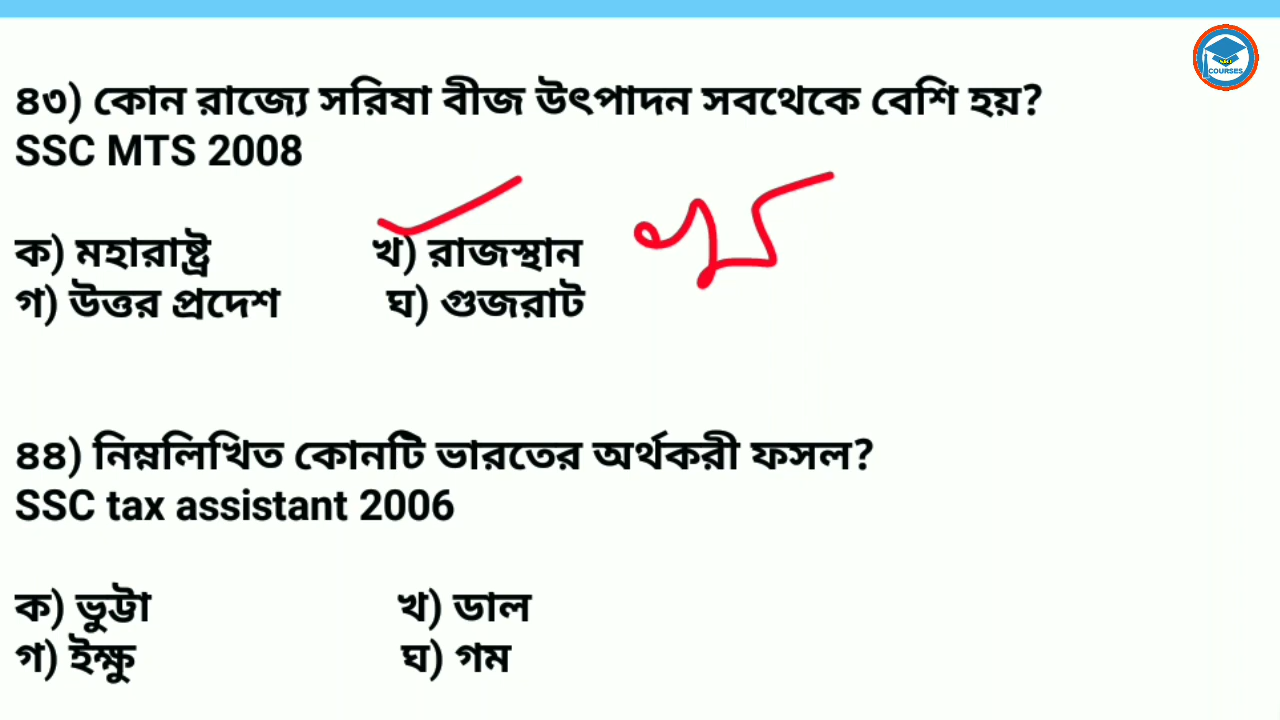 ৪৩) কোন রাজ্যে সরিষা বীজ উৎপাদন সবথেকে বেশি হয়?
SSC MTS 2008
ক) মহারাষ্ট্র খ) রাজস্থান
গ) উত্তর প্রদেশ ঘ) গুজরাট
৪৪) নিম্নলিখিত কোনটি ভারতের অর্থকরী ফসল?
SSC tax assistant 2006
ক) ভুট্টা খ) ডাল
গ) ইক্ষু ঘ) গম
COURSES